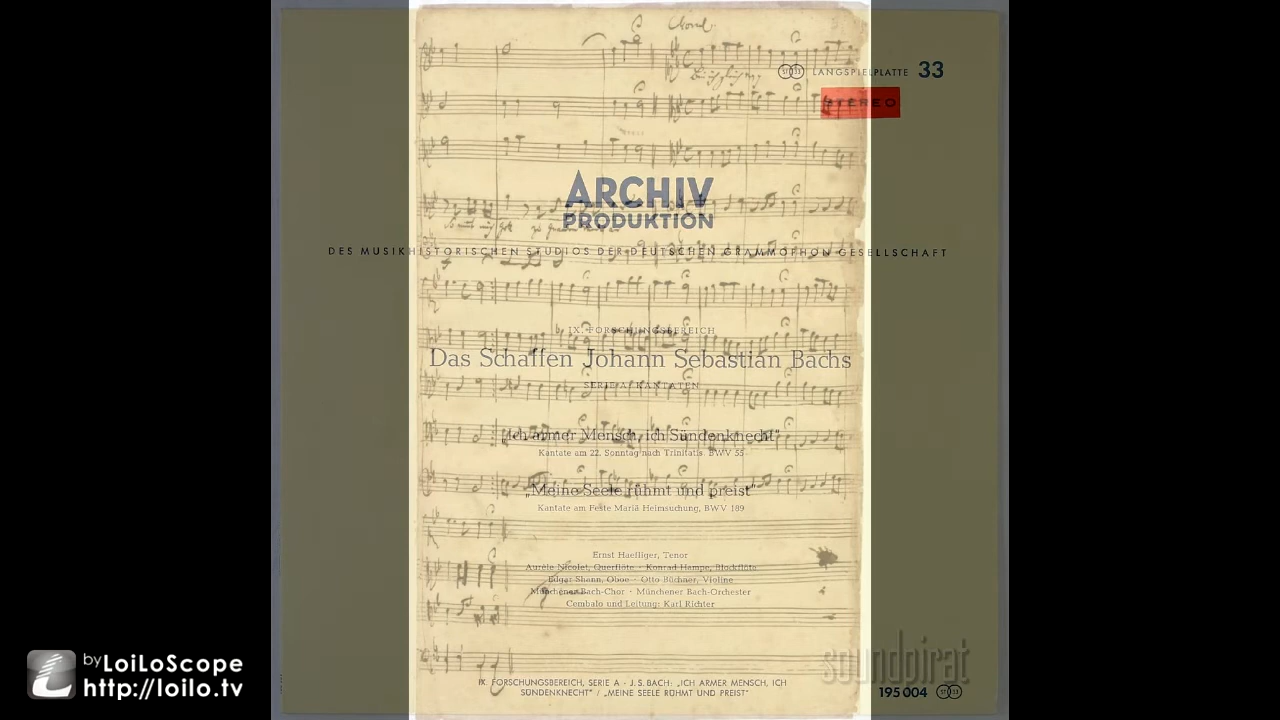 Choral
LANGSPIELPLATTE 33
STEREO
ARCHIV
PRODUKTION
DES MUSIKHISTORISCHEN STUDIOS DER DEUTSCHEN GRAMMOPHON GESELLSCHAFT
IX. FORSCHUNGSBEREICH
Das Schaffen Johann Sebastian Bachs
SERIE A: KANTATEN
„Ich armer Mensch, ich Sündenknecht“
Kantate am 22. Sonntag nach Trinitatis, BWV 55
„Meine Seele rühmt und preist“
Kantate am Feste Mariä Heimsuchung, BWV 189
Ernst Haefliger, Tenor
Aurèle Nicolet, Querflöte · Konrad Hampe, Blockflöte
Edgar Shann, Oboe · Otto Büchner, Violine
Münchener Bach-Chor · Münchener Bach-Orchester
Cembalo und Leitung: Karl Richter
IX. FORSCHUNGSBEREICH, SERIE A - J. S. BACH: „ICH ARMER MENSCH, ICH
SÜNDENKNECHT“ / „MEINE SEELE RÜHMT UND PREIST“
soundpirat
195 004
by LoiLoScope
http://loilo.tv